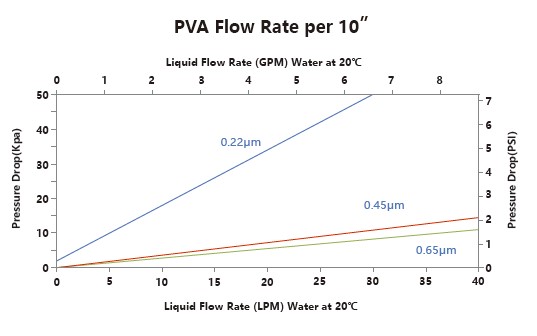 PVA Flow Rate per 10″
Liquid Flow Rate (GPM) Water at 20℃
0 1 2 3 4 5 6 7 8
50
40
30
20
10
0
Pressure Drop(Kpa)
7
6
5
4
3
2
1
0
Pressure Drop(PSI)
0.22μm
0.45μm
0.65μm
0 5 10 15 20 25 30 35 40
Liquid Flow Rate (LPM) Water at 20℃